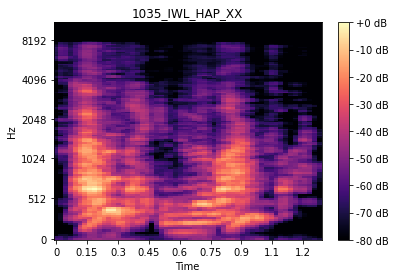 1035_IWL_HAP_XX
8192
4096
2048
1024
512
0
Hz
0 0.15 0.3 0.45 0.6 0.75 0.9 1.1 1.2
Time
+0 dB
-10 dB
-20 dB
-30 dB
-40 dB
-50 dB
-60 dB
-70 dB
-80 dB